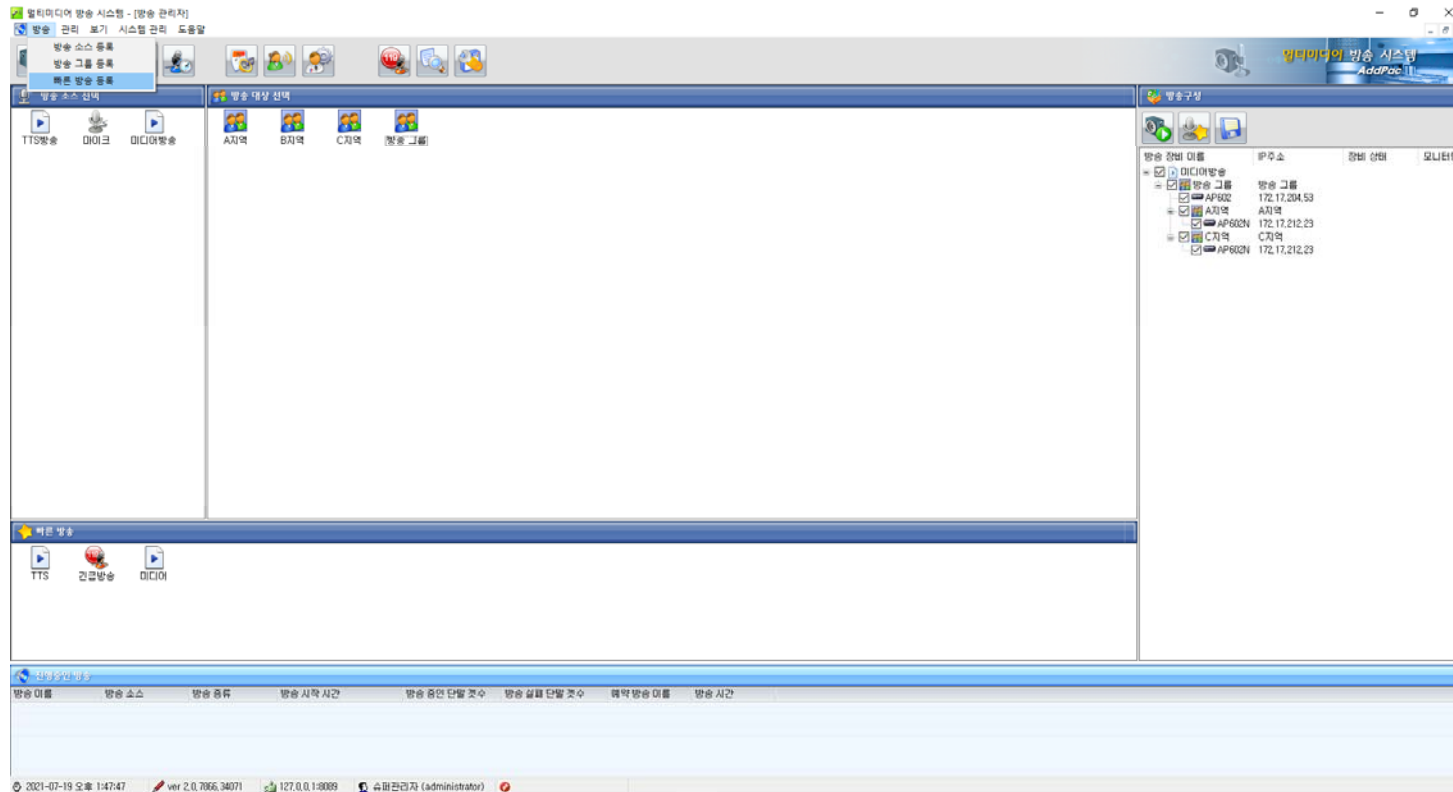 멀티미디어 방송 시스템 - [방송 관리자]
방송 관리 보기 시스템 관리 도움말
방송 소스 등록
방송 그룹 등록
빠른 방송 등록
멀티미디어 방송 시스템
AddPac
방송 소스 선택
방송 대상 선택
방송구성
TTS방송 마이크 미디어방송
A지역 B지역 C지역 방송 그룹
방송 장비 이름 IP주소 장비 상태
미디어방송
방송 그룹 방송 그룹
AP602 172.17.204.53
A지역 A지역
AP602N 172.17.212.23
C지역 C지역
AP602N 172.17.212.23
빠른 방송
TTS 긴급방송 미디어
진행중인 방송
방송 이름 방송 소스 방송 종류 방송 시작 시간 방송 중인 단말 갯수 방송 실패 단말 갯수 예약 방송 이름 방송 시간
2021-07-19 오후 1:47:47 ver 2.0.7866.34071 127.0.0.1:8089 슈퍼관리자 (administrator)